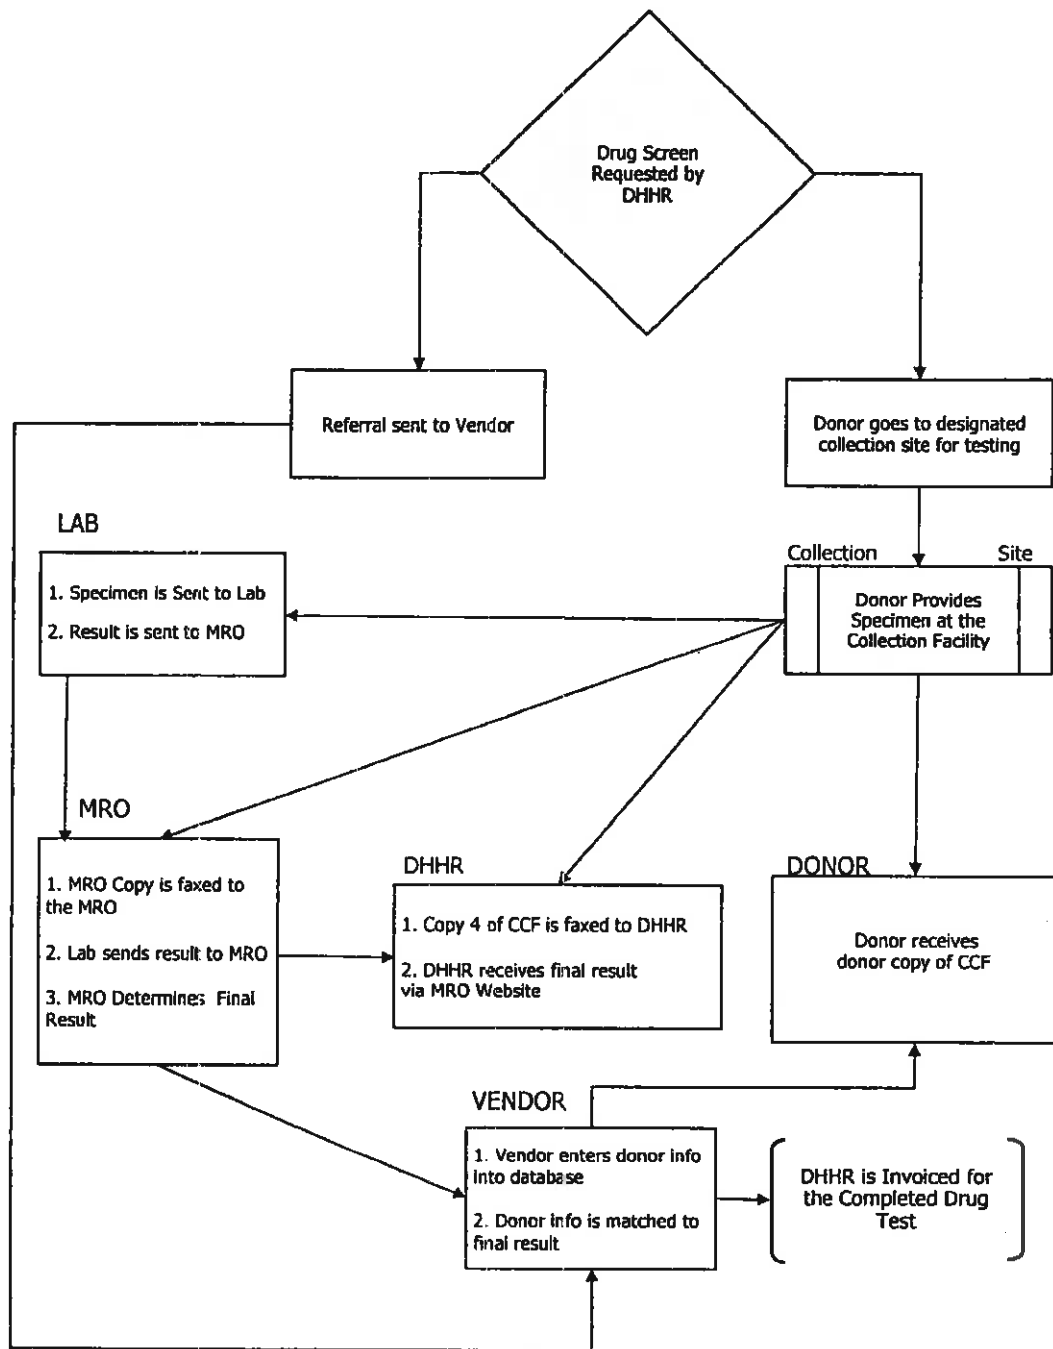 Drug Screen
Requested by
DHHR
Referral sent to Vendor
Donor goes to designated
collection site for testing
LAB
1. Specimen is Sent to Lab
2. Result is sent to MRO
Collection Site
Donor Provides
Specimen at the
Collection Facility
MRO
1. MRO Copy is faxed to
the MRO
2. Lab sends result to MRO
3. MRO Determines Final
Result
DHHR
1. Copy 4 of CCF is faxed to DHHR
2. DHHR receives final result
via MRO Website
DONOR
Donor receives
donor copy of CCF
VENDOR
1. Vendor enters donor info
into database
2. Donor info is matched to
final result
DHHR is Invoiced for
the Completed Drug
Test